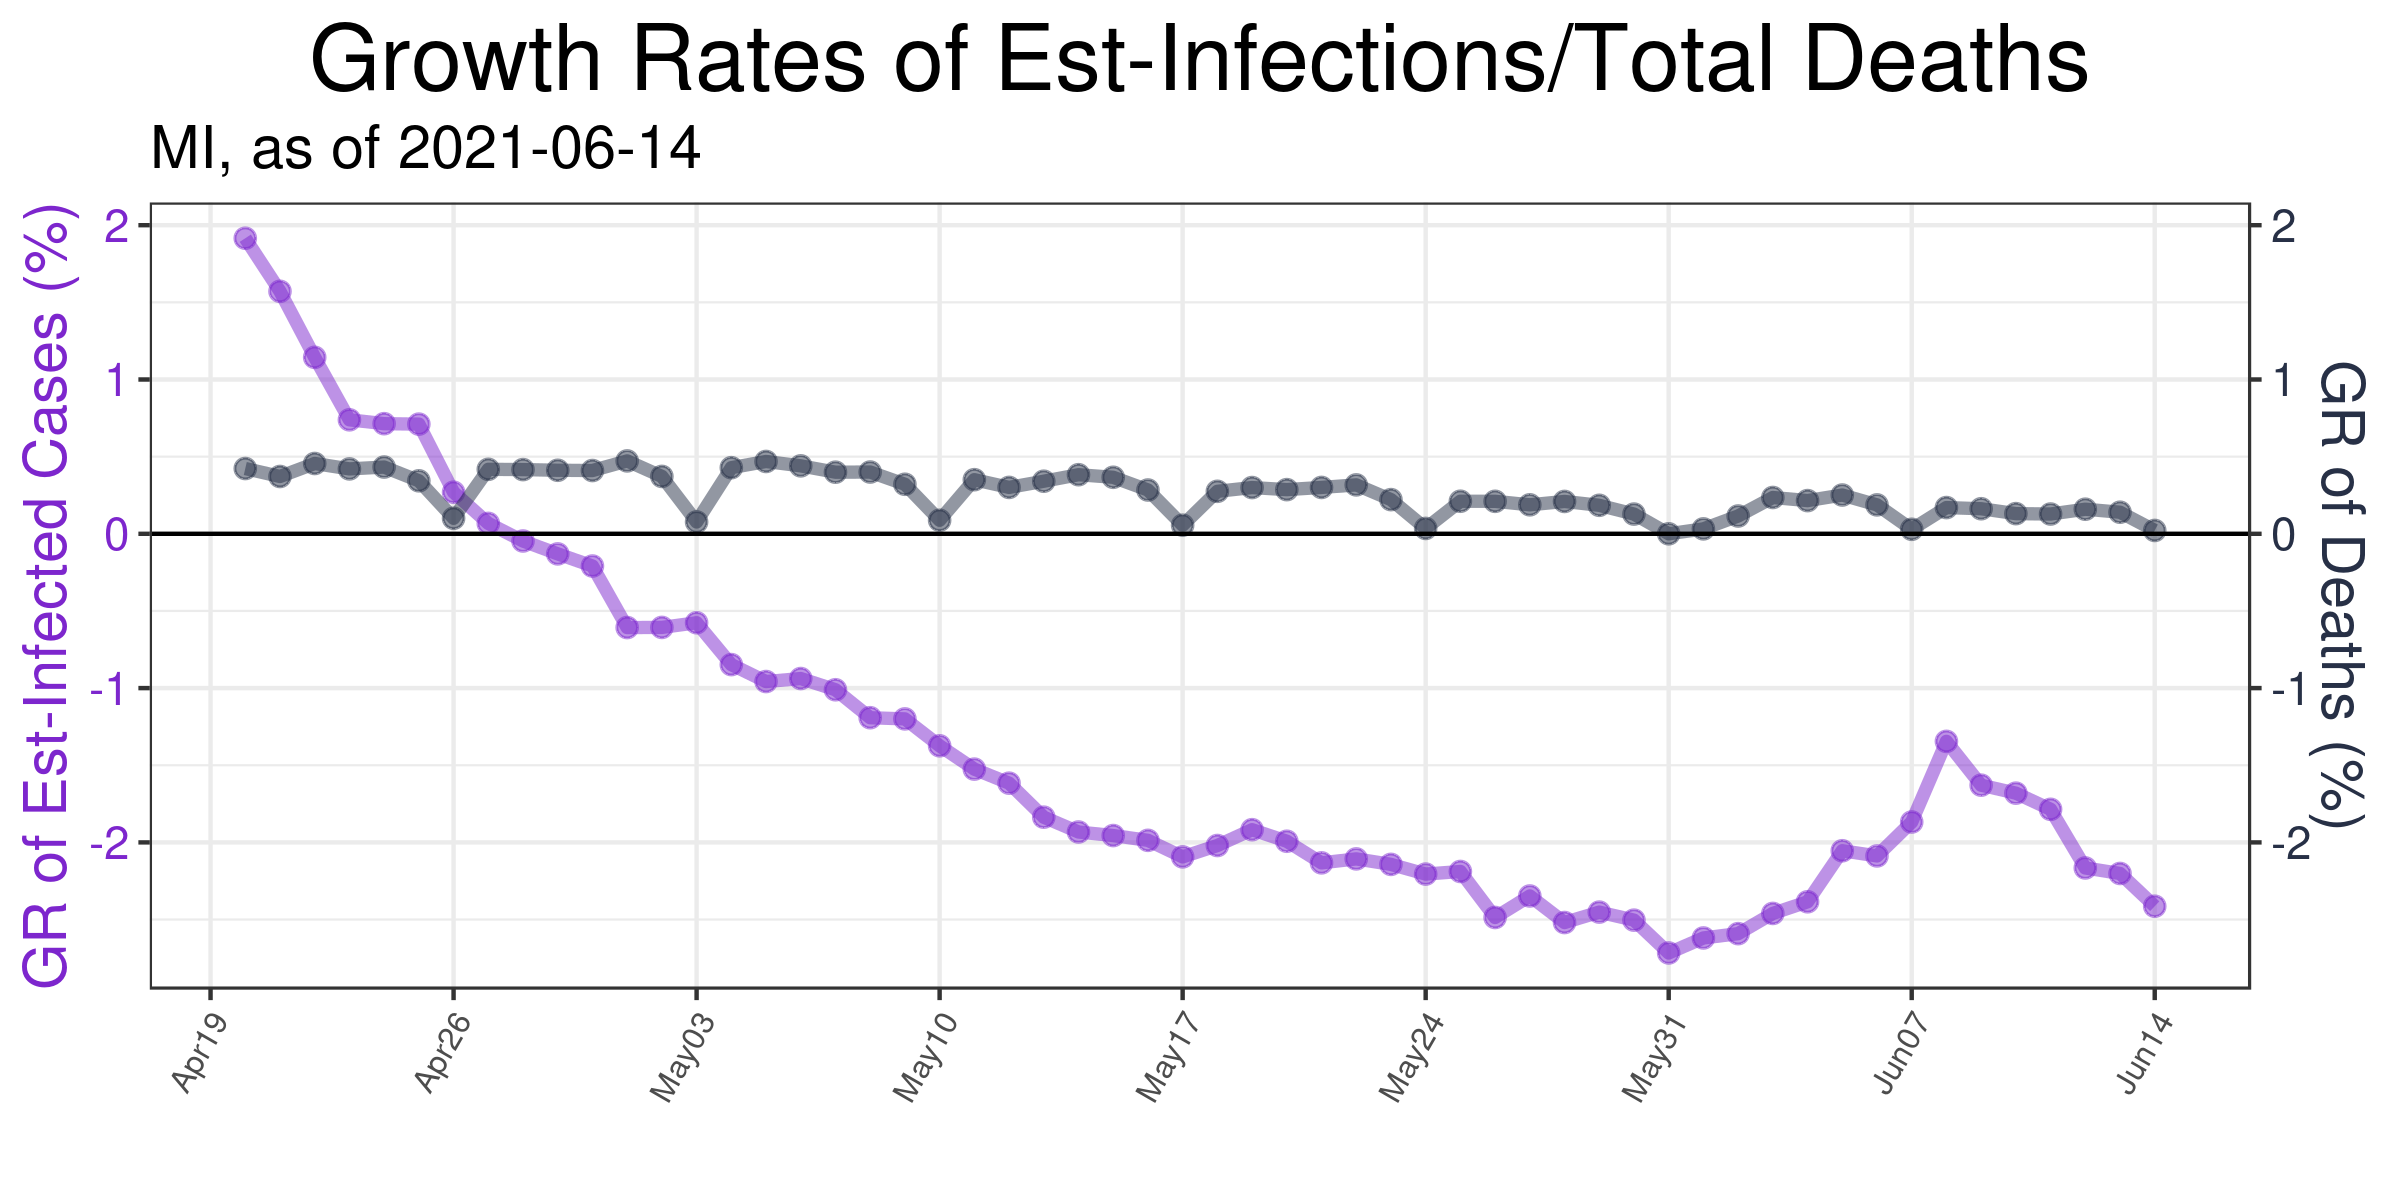 Growth Rates of Est-Infections/Total Deaths
MI, as of 2021-06-14
GR of Est-Infected Cases (%)
2
1
0
-1
-2
2
1
0
-1
-2
GR of Deaths (%)
Apr19
Apr26
May03
May10
May17
May24
May31
Jun07
Jun14